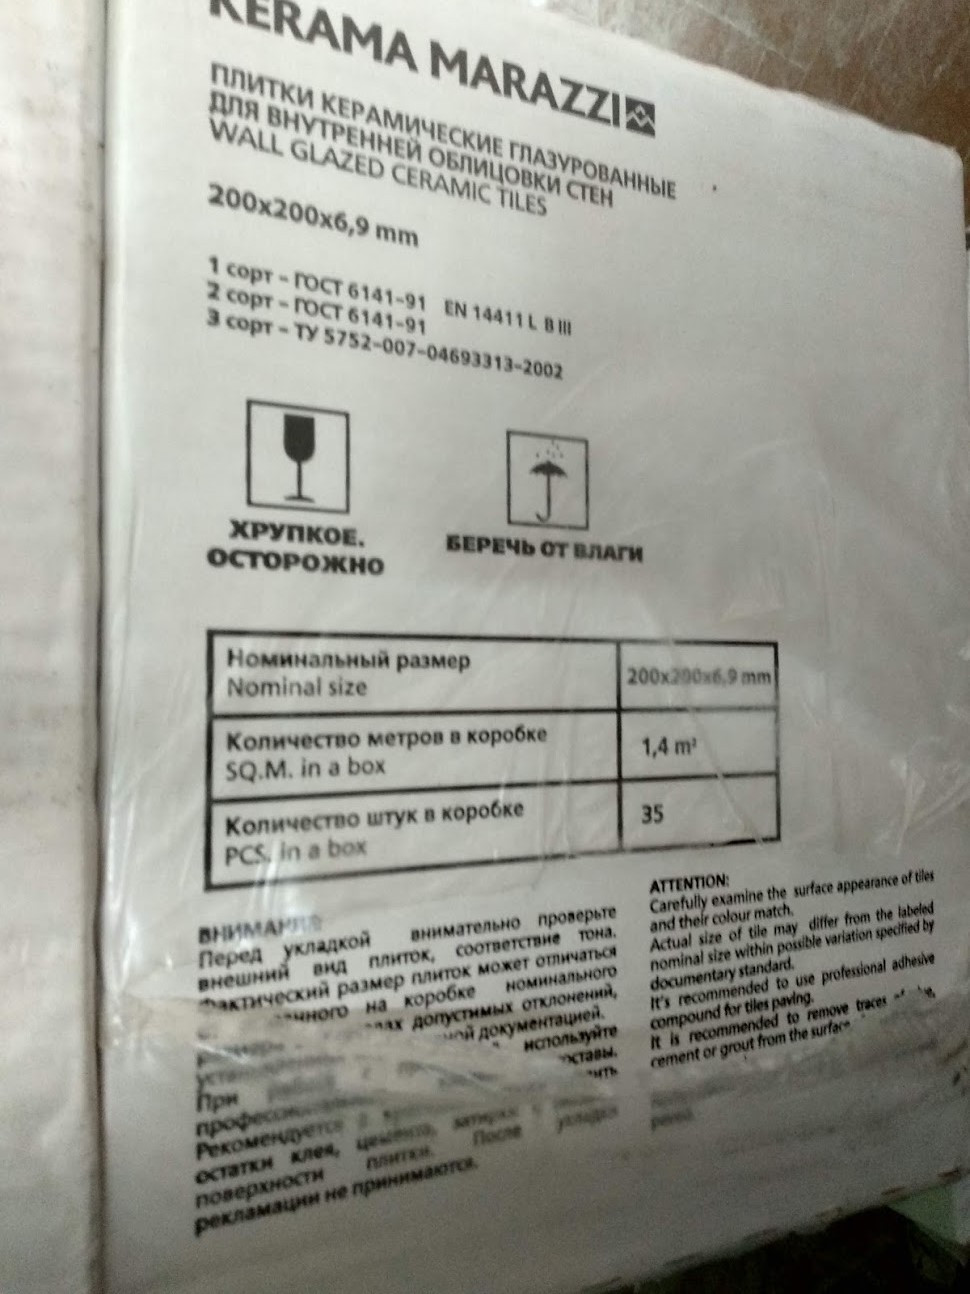 KERAMA MARAZZI
ПЛИТКИ КЕРАМИЧЕСКИЕ ГЛАЗУРОВАННЫЕ
ДЛЯ ВНУТРЕННЕЙ ОБЛИЦОВКИ СТЕН
WALL GLAZED CERAMIC TILES
200x200x6,9 mm
1 сорт – ГОСТ 6141-91 EN 14411 L B III
2 сорт – ГОСТ 6141-91
3 сорт – ТУ 5752-007-04693313-2002
ХРУПКОЕ.
ОСТОРОЖНО
БЕРЕЧЬ ОТ ВЛАГИ
Номинальный размер
Nominal size
200x200x6,9 mm
Количество метров в коробке
SQ.M. in a box
1,4 m²
Количество штук в коробке
PCS. in a box
35
ВНИМАНИЕ
Перед укладкой внимательно проверьте
внешний вид плиток, соответствие тона.
Фактический размер плиток может отличаться
на коробке номинального
допустимых отклонений,
документацией.
При используйте
Рекомендуется
остатки клея, цемента, затирки с
поверхности плитки. После укладки
рекламации не принимаются.
ATTENTION:
Carefully examine the surface appearance of tiles
and their colour match.
Actual size of tile may differ from the labeled
nominal size within possible variation specified by
documentary standard.
It's recommended to use professional adhesive
compound for tiles paving.
It is recommended to remove traces of
cement or grout from the surface